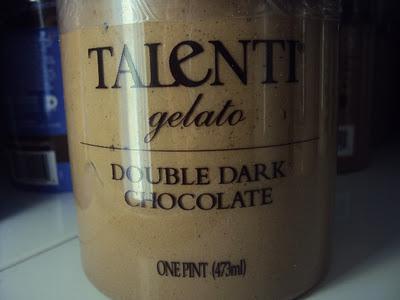 TALeNTI
gelato
DOUBLE DARK
CHOCOLATE
ONE PINT (473ml)